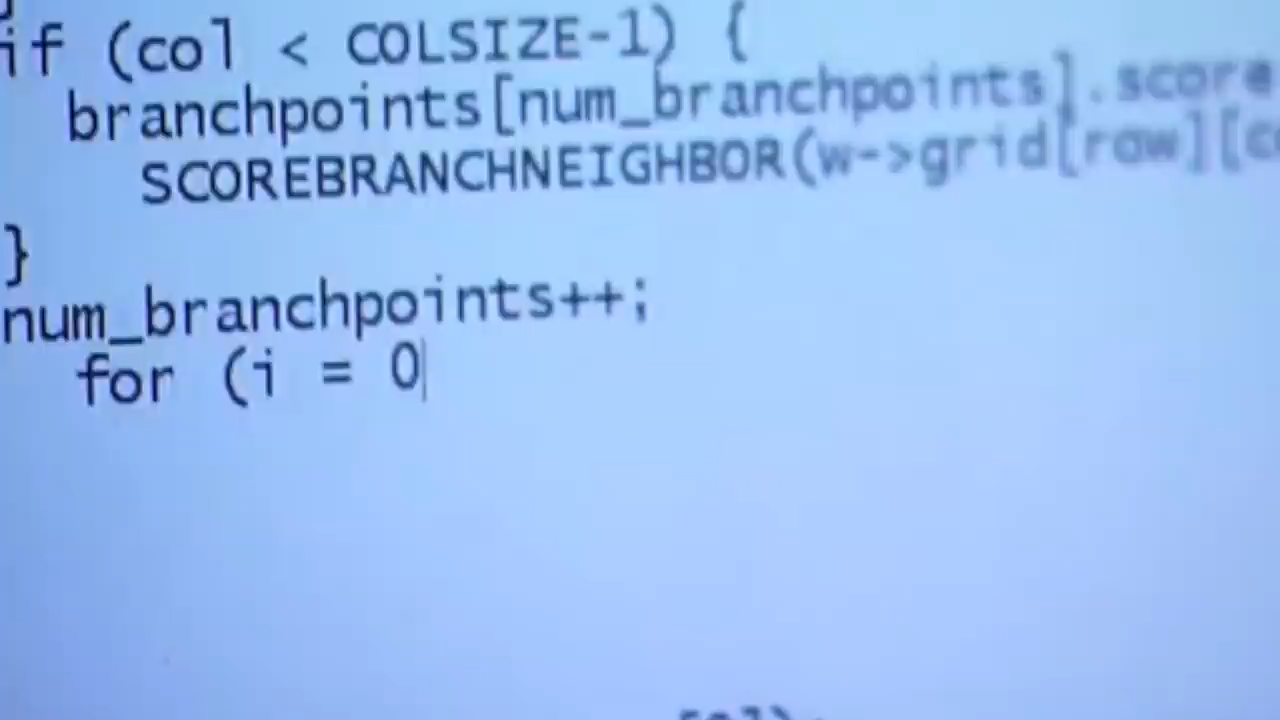 if (col < COLSIZE-1) {
branchpoints[num_branchpoints].score
SCOREBRANCHNEIGHBOR(w->grid[row][c
}
num_branchpoints++;
for (i = 0